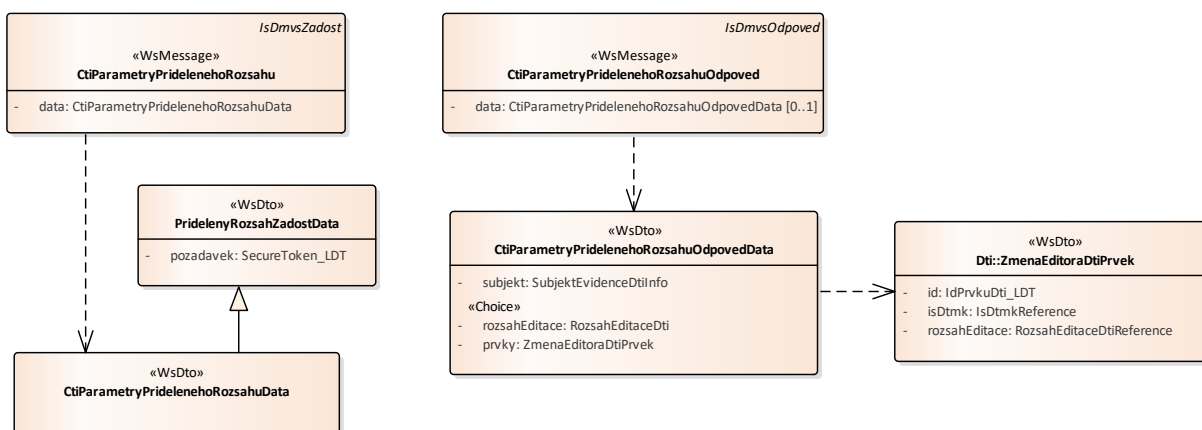 IsDmvsZadost
«WsMessage»
CtiParametryPridelenehoRozsahu
- data: CtiParametryPridelenehoRozsahuData
IsDmvsOdpoved
«WsMessage»
CtiParametryPridelenehoRozsahuOdpoved
- data: CtiParametryPridelenehoRozsahuOdpovedData [0..1]
«WsDto»
PridelenyRozsahZadostData
- pozadavek: SecureToken_LDT
«WsDto»
CtiParametryPridelenehoRozsahuOdpovedData
- subjekt: SubjektEvidenceDtiInfo
«Choice»
- rozsahEditace: RozsahEditaceDti
- prvky: ZmenaEditoraDtiPrvek
«WsDto»
Dti::ZmenaEditoraDtiPrvek
- id: IdPrvkuDti_LDT
- isDtmk: IsDtmkReference
- rozsahEditace: RozsahEditaceDtiReference
«WsDto»
CtiParametryPridelenehoRozsahuData